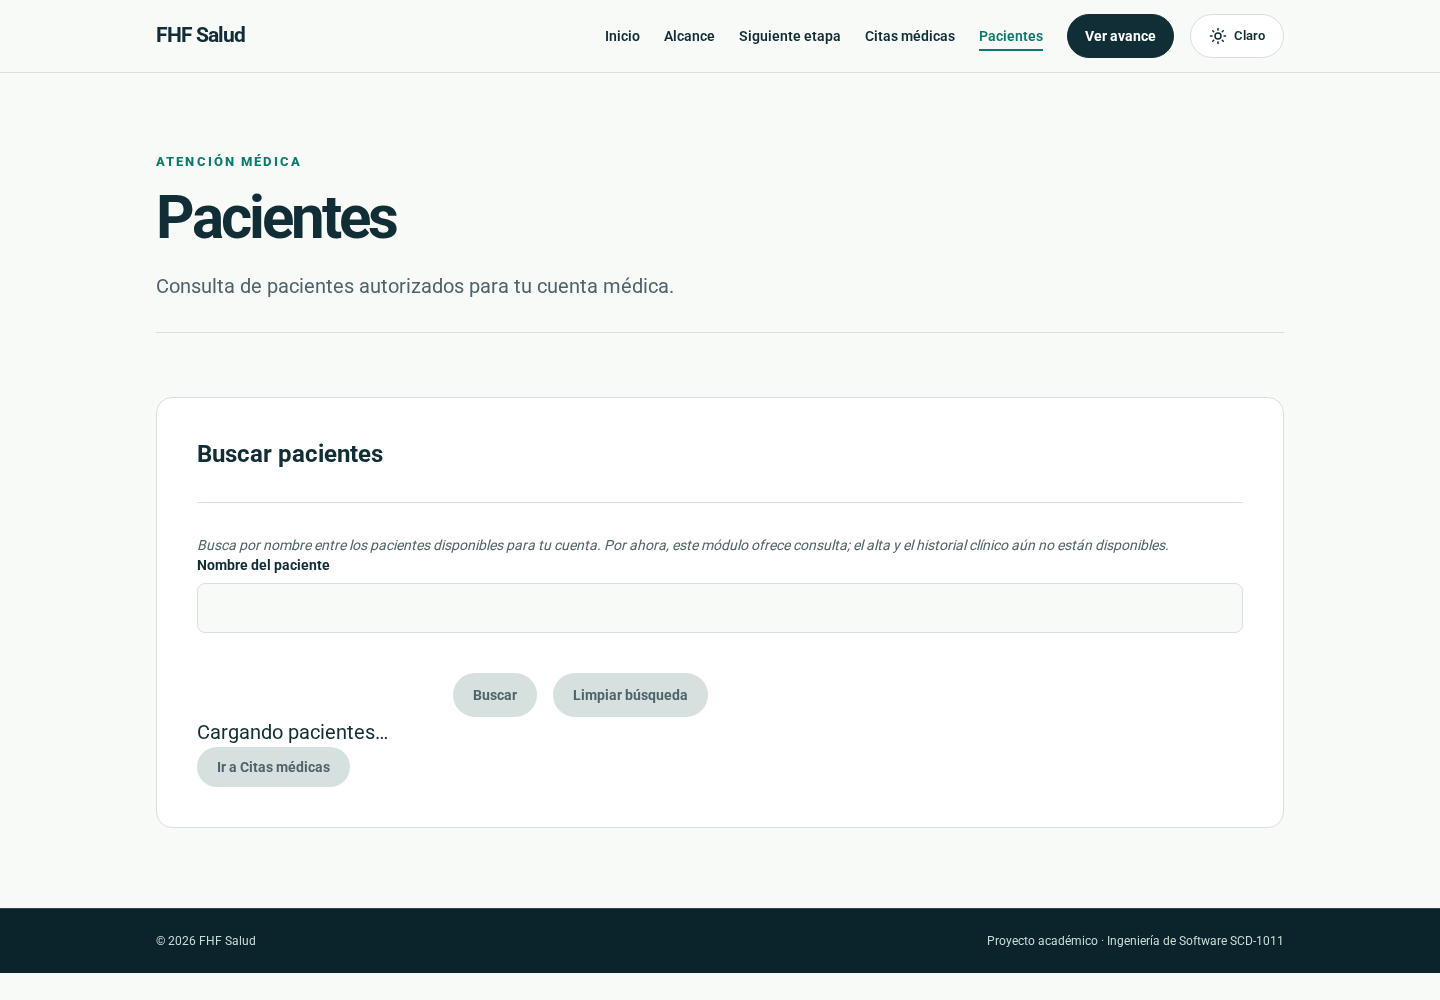 FHF Salud
Inicio
Alcance
Siguiente etapa
Citas médicas
Pacientes
Ver avance
Claro
ATENCIÓN MÉDICA
Pacientes
Consulta de pacientes autorizados para tu cuenta médica.
Buscar pacientes
Busca por nombre entre los pacientes disponibles para tu cuenta. Por ahora, este módulo ofrece consulta; el alta y el historial clínico aún no están disponibles.
Nombre del paciente
Buscar
Limpiar búsqueda
Cargando pacientes…
Ir a Citas médicas
© 2026 FHF Salud
Proyecto académico · Ingeniería de Software SCD-1011